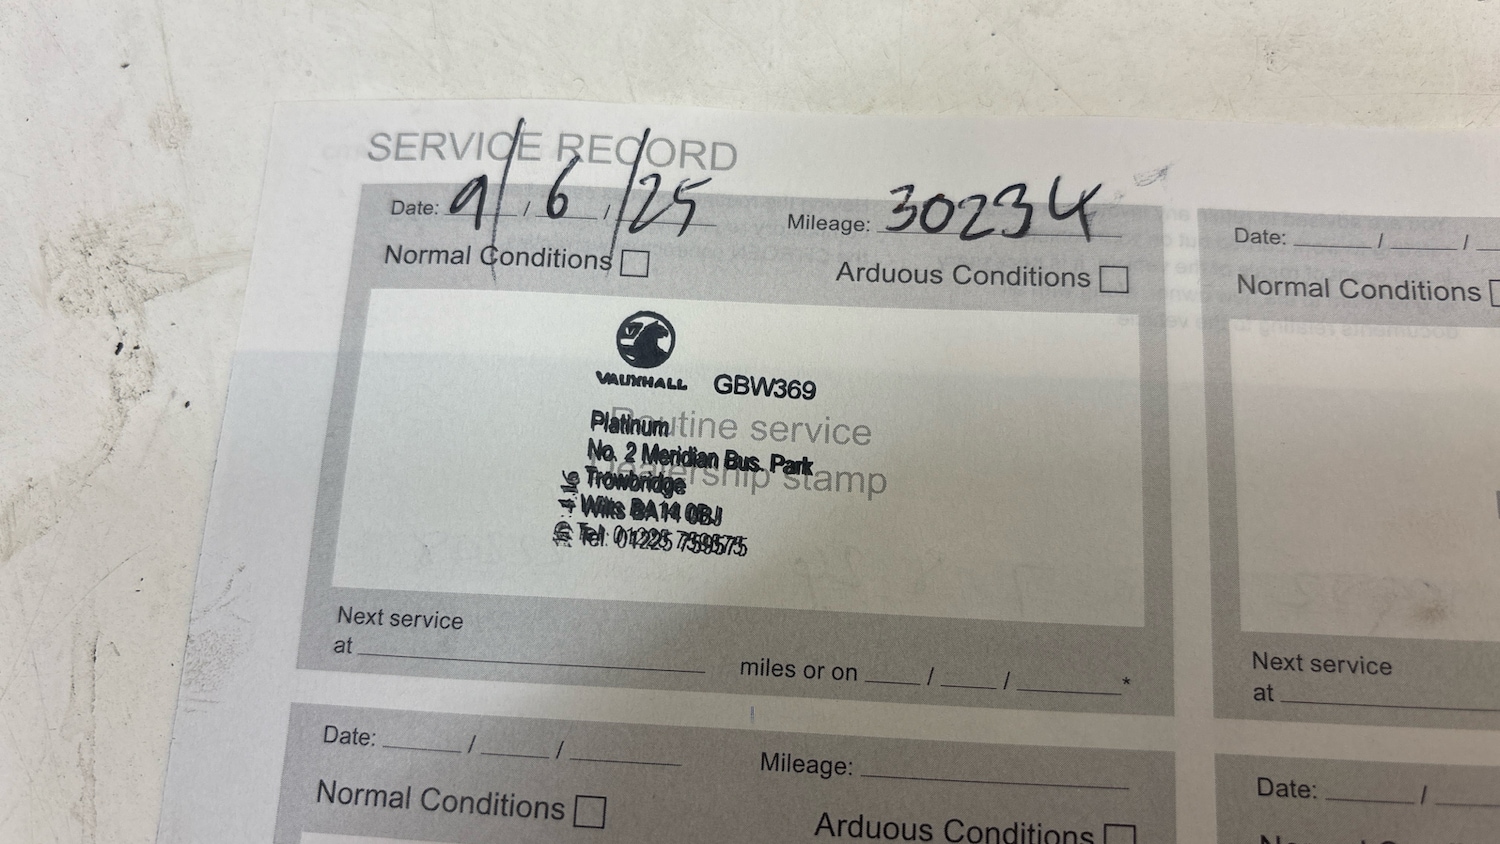 SERVICE RECORD
Date: 9 / 6 / 25 Mileage: 30234
Normal Conditions Arduous Conditions
VAUXHALL GBW369
Routine service
Dealership stamp
Platinum
No. 2 Meridian Bus. Park
Trowbridge
Wilts BA14 0BJ
Tel: 01225 759575
Next service
at miles or on / / *
Date: / / Mileage:
Normal Conditions Arduous Conditions
Date: / /
Normal Conditions
Next service
at
Date: /